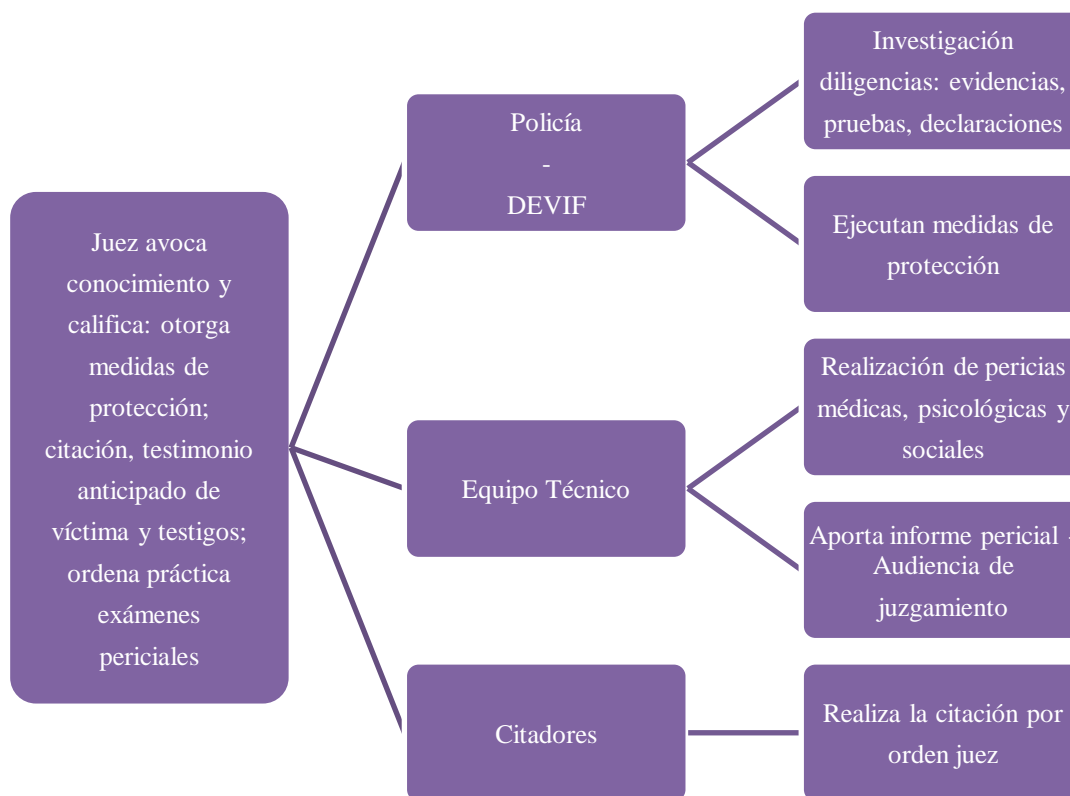 Juez avoca
conocimiento y
califica: otorga
medidas de
protección;
citación, testimonio
anticipado de
víctima y testigos;
ordena práctica
exámenes
periciales
Policía
-
DEVIF
Investigación
diligencias: evidencias,
pruebas, declaraciones
Ejecutan medidas de
protección
Equipo Técnico
Realización de pericias
médicas, psicológicas y
sociales
Aporta informe pericial -
Audiencia de
juzgamiento
Citadores
Realiza la citación por
orden juez